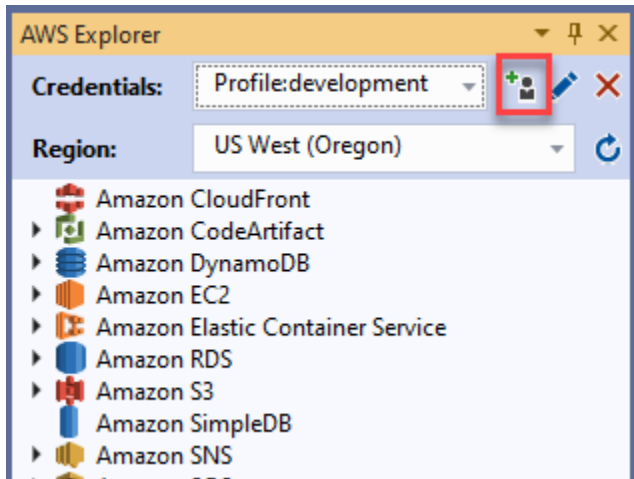 AWS Explorer
Credentials: Profile:development
Region: US West (Oregon)
Amazon CloudFront
Amazon CodeArtifact
Amazon DynamoDB
Amazon EC2
Amazon Elastic Container Service
Amazon RDS
Amazon S3
Amazon SimpleDB
Amazon SNS